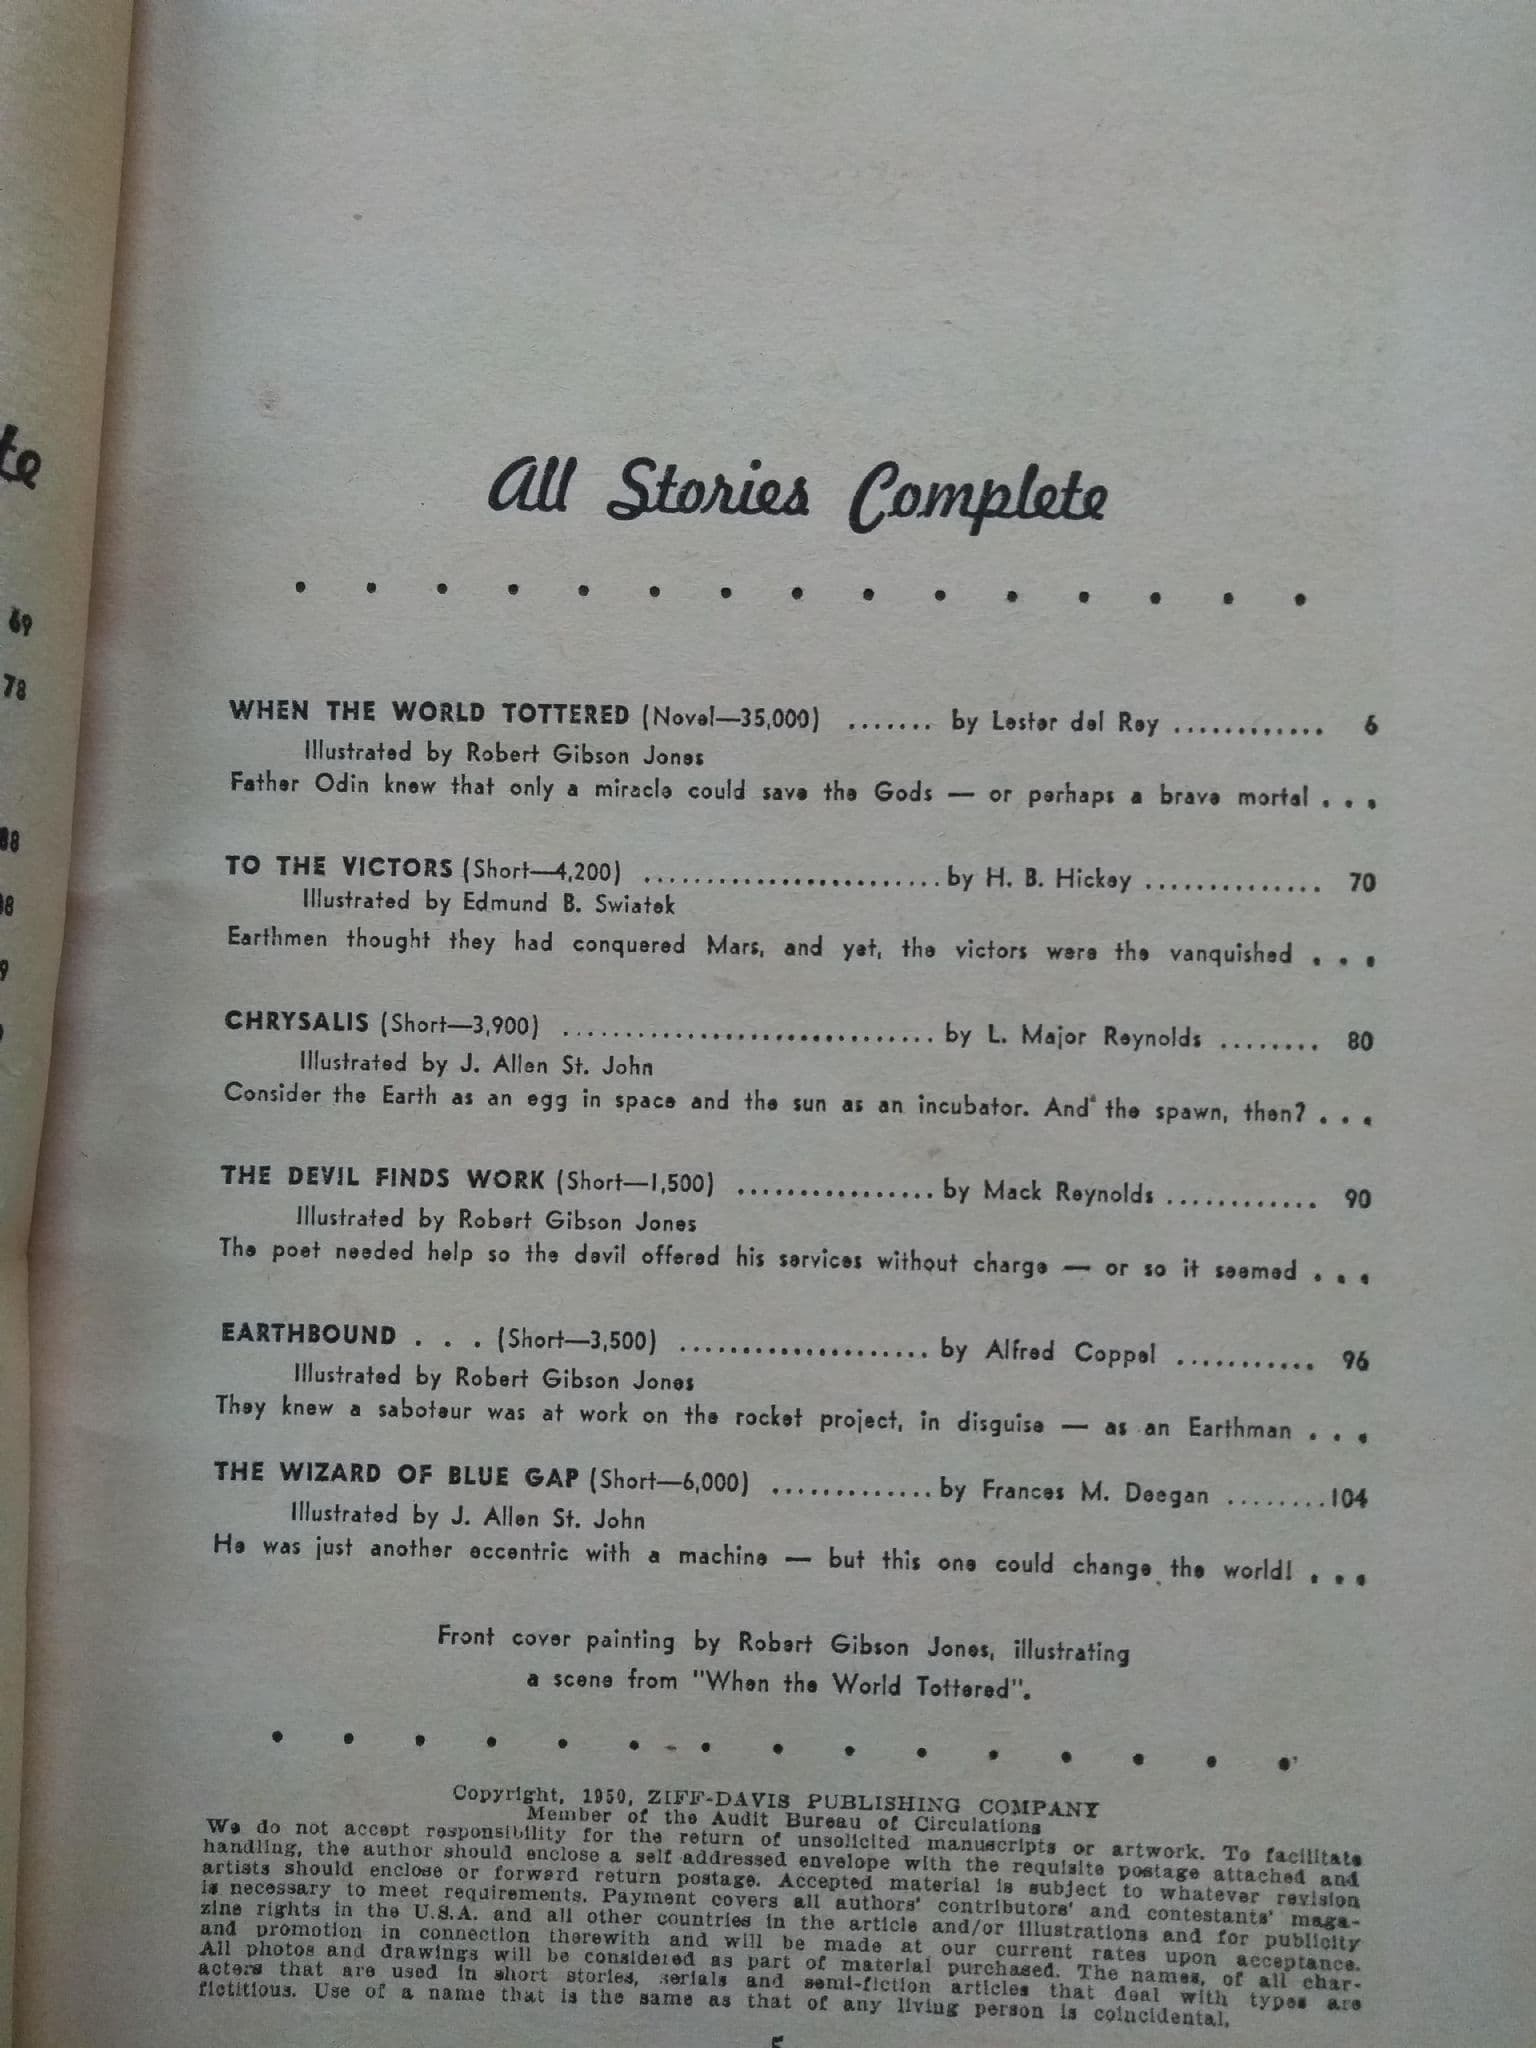 te
69
78
88
98
9
All Stories Complete
WHEN THE WORLD TOTTERED (Novel—35,000) ....... by Lester del Rey ............ 6
Illustrated by Robert Gibson Jones
Father Odin knew that only a miracle could save the Gods — or perhaps a brave mortal . . .
TO THE VICTORS (Short—4,200) ........................ by H. B. Hickey .............. 70
Illustrated by Edmund B. Swiatek
Earthmen thought they had conquered Mars, and yet, the victors were the vanquished . . .
CHRYSALIS (Short—3,900) .............................. by L. Major Reynolds ........ 80
Illustrated by J. Allen St. John
Consider the Earth as an egg in space and the sun as an incubator. And the spawn, then? . . .
THE DEVIL FINDS WORK (Short—1,500) ................ by Mack Reynolds ............ 90
Illustrated by Robert Gibson Jones
The poet needed help so the devil offered his services without charge — or so it seemed . . .
EARTHBOUND . . . (Short—3,500) .................... by Alfred Coppel ........... 96
Illustrated by Robert Gibson Jones
They knew a saboteur was at work on the rocket project, in disguise — as an Earthman . . .
THE WIZARD OF BLUE GAP (Short—6,000) ............. by Frances M. Deegan ........ 104
Illustrated by J. Allen St. John
He was just another eccentric with a machine — but this one could change the world! . . .
Front cover painting by Robert Gibson Jones, illustrating
a scene from "When the World Tottered".
Copyright, 1950, ZIFF-DAVIS PUBLISHING COMPANY
Member of the Audit Bureau of Circulations
We do not accept responsibility for the return of unsolicited manuscripts or artwork. To facilitate
handling, the author should enclose a self addressed envelope with the requisite postage attached and
artists should enclose or forward return postage. Accepted material is subject to whatever revision
is necessary to meet requirements. Payment covers all authors' contributors' and contestants' maga-
zine rights in the U.S.A. and all other countries in the article and/or illustrations and for publicity
and promotion in connection therewith and will be made at our current rates upon acceptance.
All photos and drawings will be considered as part of material purchased. The names, of all char-
acters that are used in short stories, serials and semi-fiction articles that deal with types are
fictitious. Use of a name that is the same as that of any living person is coincidental.
5